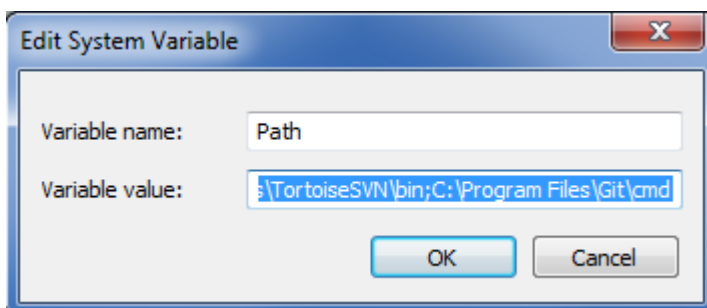 Edit System Variable
Variable name: Path
Variable value: s\TortoiseSVN\bin;C:\Program Files\Git\cmd
OK Cancel